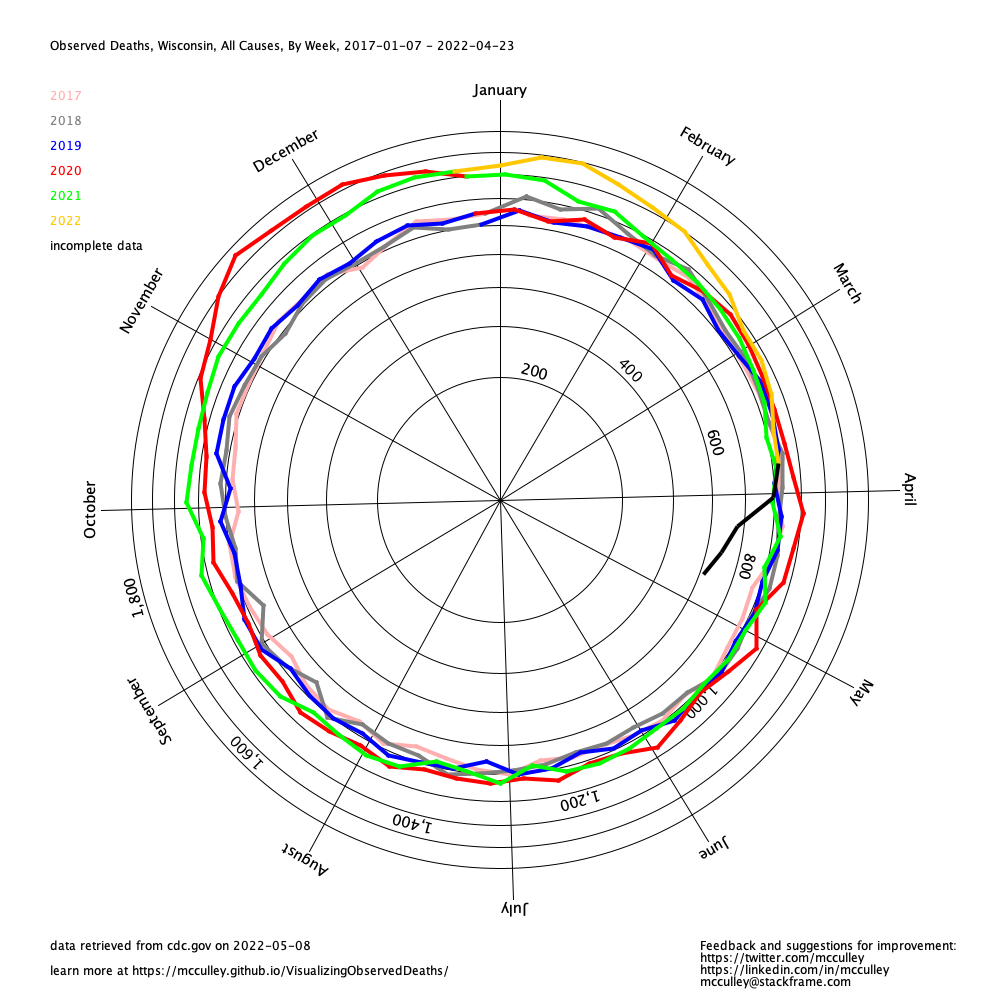 Observed Deaths, Wisconsin, All Causes, By Week, 2017-01-07 - 2022-04-23
January
2017
2018
2019
2020
2021
2022
incomplete data
December
February
November
March
200
400
600
October
April
800
1,800
September
May
1,000
1,600
1,200
1,400
August
June
July
data retrieved from cdc.gov on 2022-05-08
learn more at https://mcculley.github.io/VisualizingObservedDeaths/
Feedback and suggestions for improvement:
https://twitter.com/mcculley
https://linkedin.com/in/mcculley
mcculley@stackframe.com